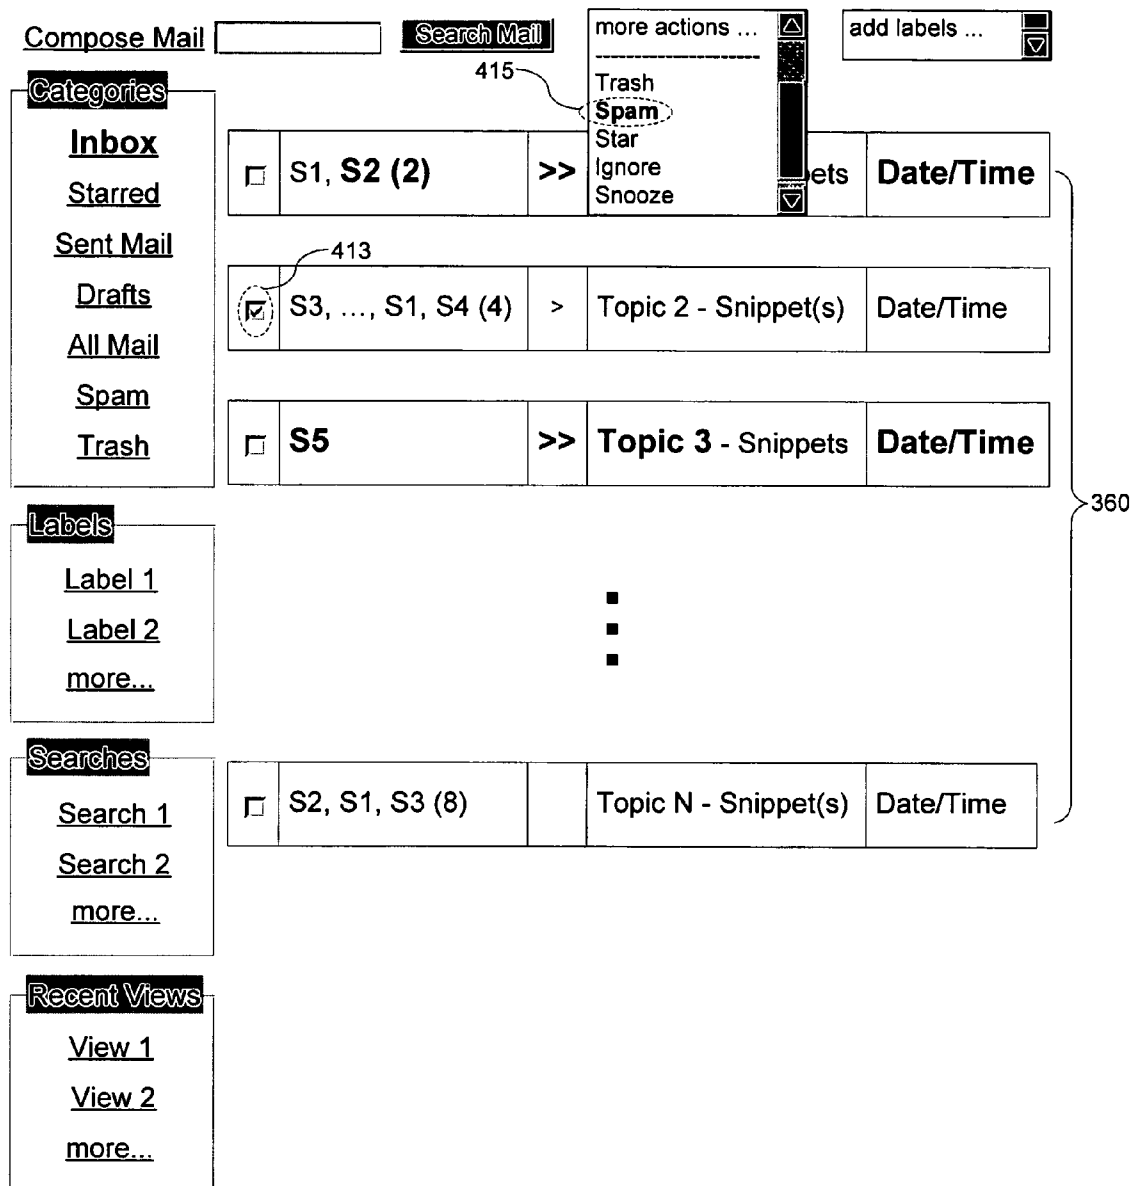 Compose Mail
Search Mail
more actions ...
--------------------
Trash
Spam
Star
Ignore
Snooze
add labels ...
415
Categories
Inbox
Starred
Sent Mail
Drafts
All Mail
Spam
Trash
S1, S2 (2) >> pets Date/Time
413
S3, ..., S1, S4 (4) > Topic 2 - Snippet(s) Date/Time
S5 >> Topic 3 - Snippets Date/Time
360
Labels
Label 1
Label 2
more...
Searches
Search 1
Search 2
more...
S2, S1, S3 (8) Topic N - Snippet(s) Date/Time
Recent Views
View 1
View 2
more...